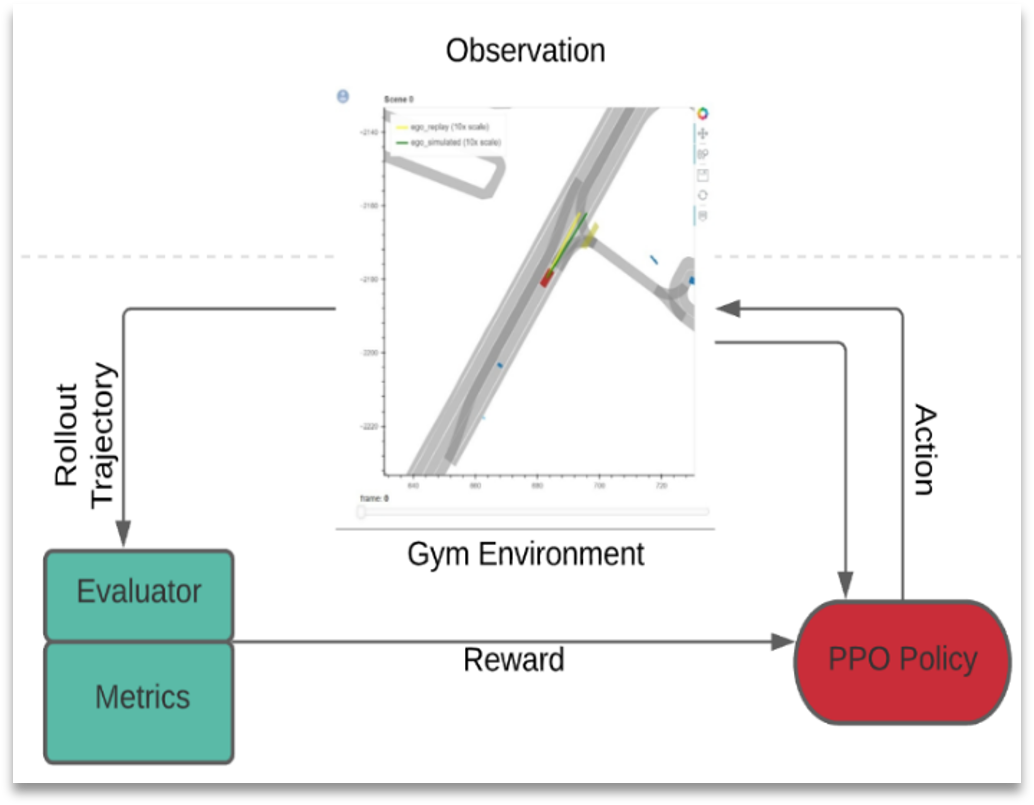 Observation
Scene 0
ego_replay (10x scale)
ego_simulated (10x scale)
-2140
-2160
-2180
-2200
-2220
640
660
680
700
720
frame: 0
Gym Environment
Rollout
Trajectory
Action
Evaluator
Metrics
Reward
PPO Policy